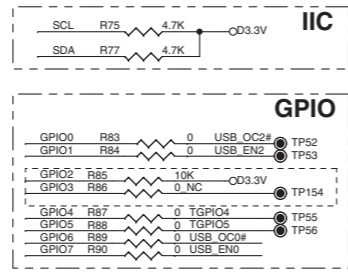 IIC
SCL R75 4.7K D3.3V
SDA R77 4.7K
GPIO
GPIO0 R83 0 USB_OC2# TP52
GPIO1 R84 0 USB_EN2 TP53
GPIO2 R85 10K D3.3V
GPIO3 R86 0_NC TP154
GPIO4 R87 0 TGPIO4 TP55
GPIO5 R88 0 TGPIO5 TP56
GPIO6 R89 0 USB_OC0#
GPIO7 R90 0 USB_EN0